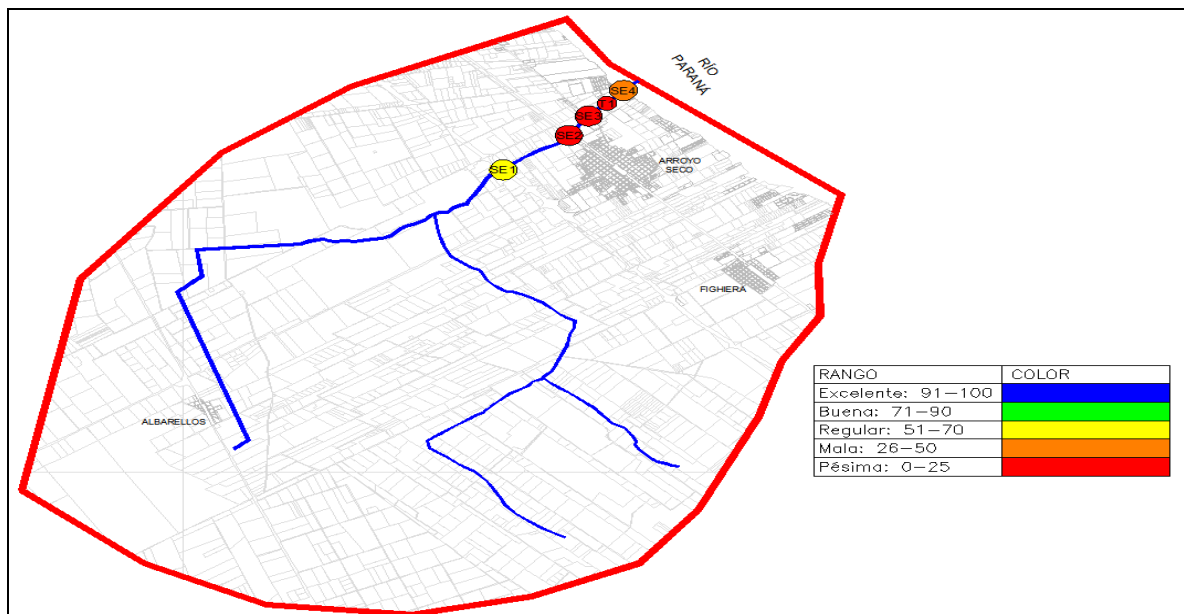 RÍO
PARANÁ
SE4
T1
SE3
SE2
SE1
ARROYO
SECO
FIGHIERA
ALBARELLOS
RANGO COLOR
Excelente: 91-100
Buena: 71-90
Regular: 51-70
Mala: 26-50
Pésima: 0-25